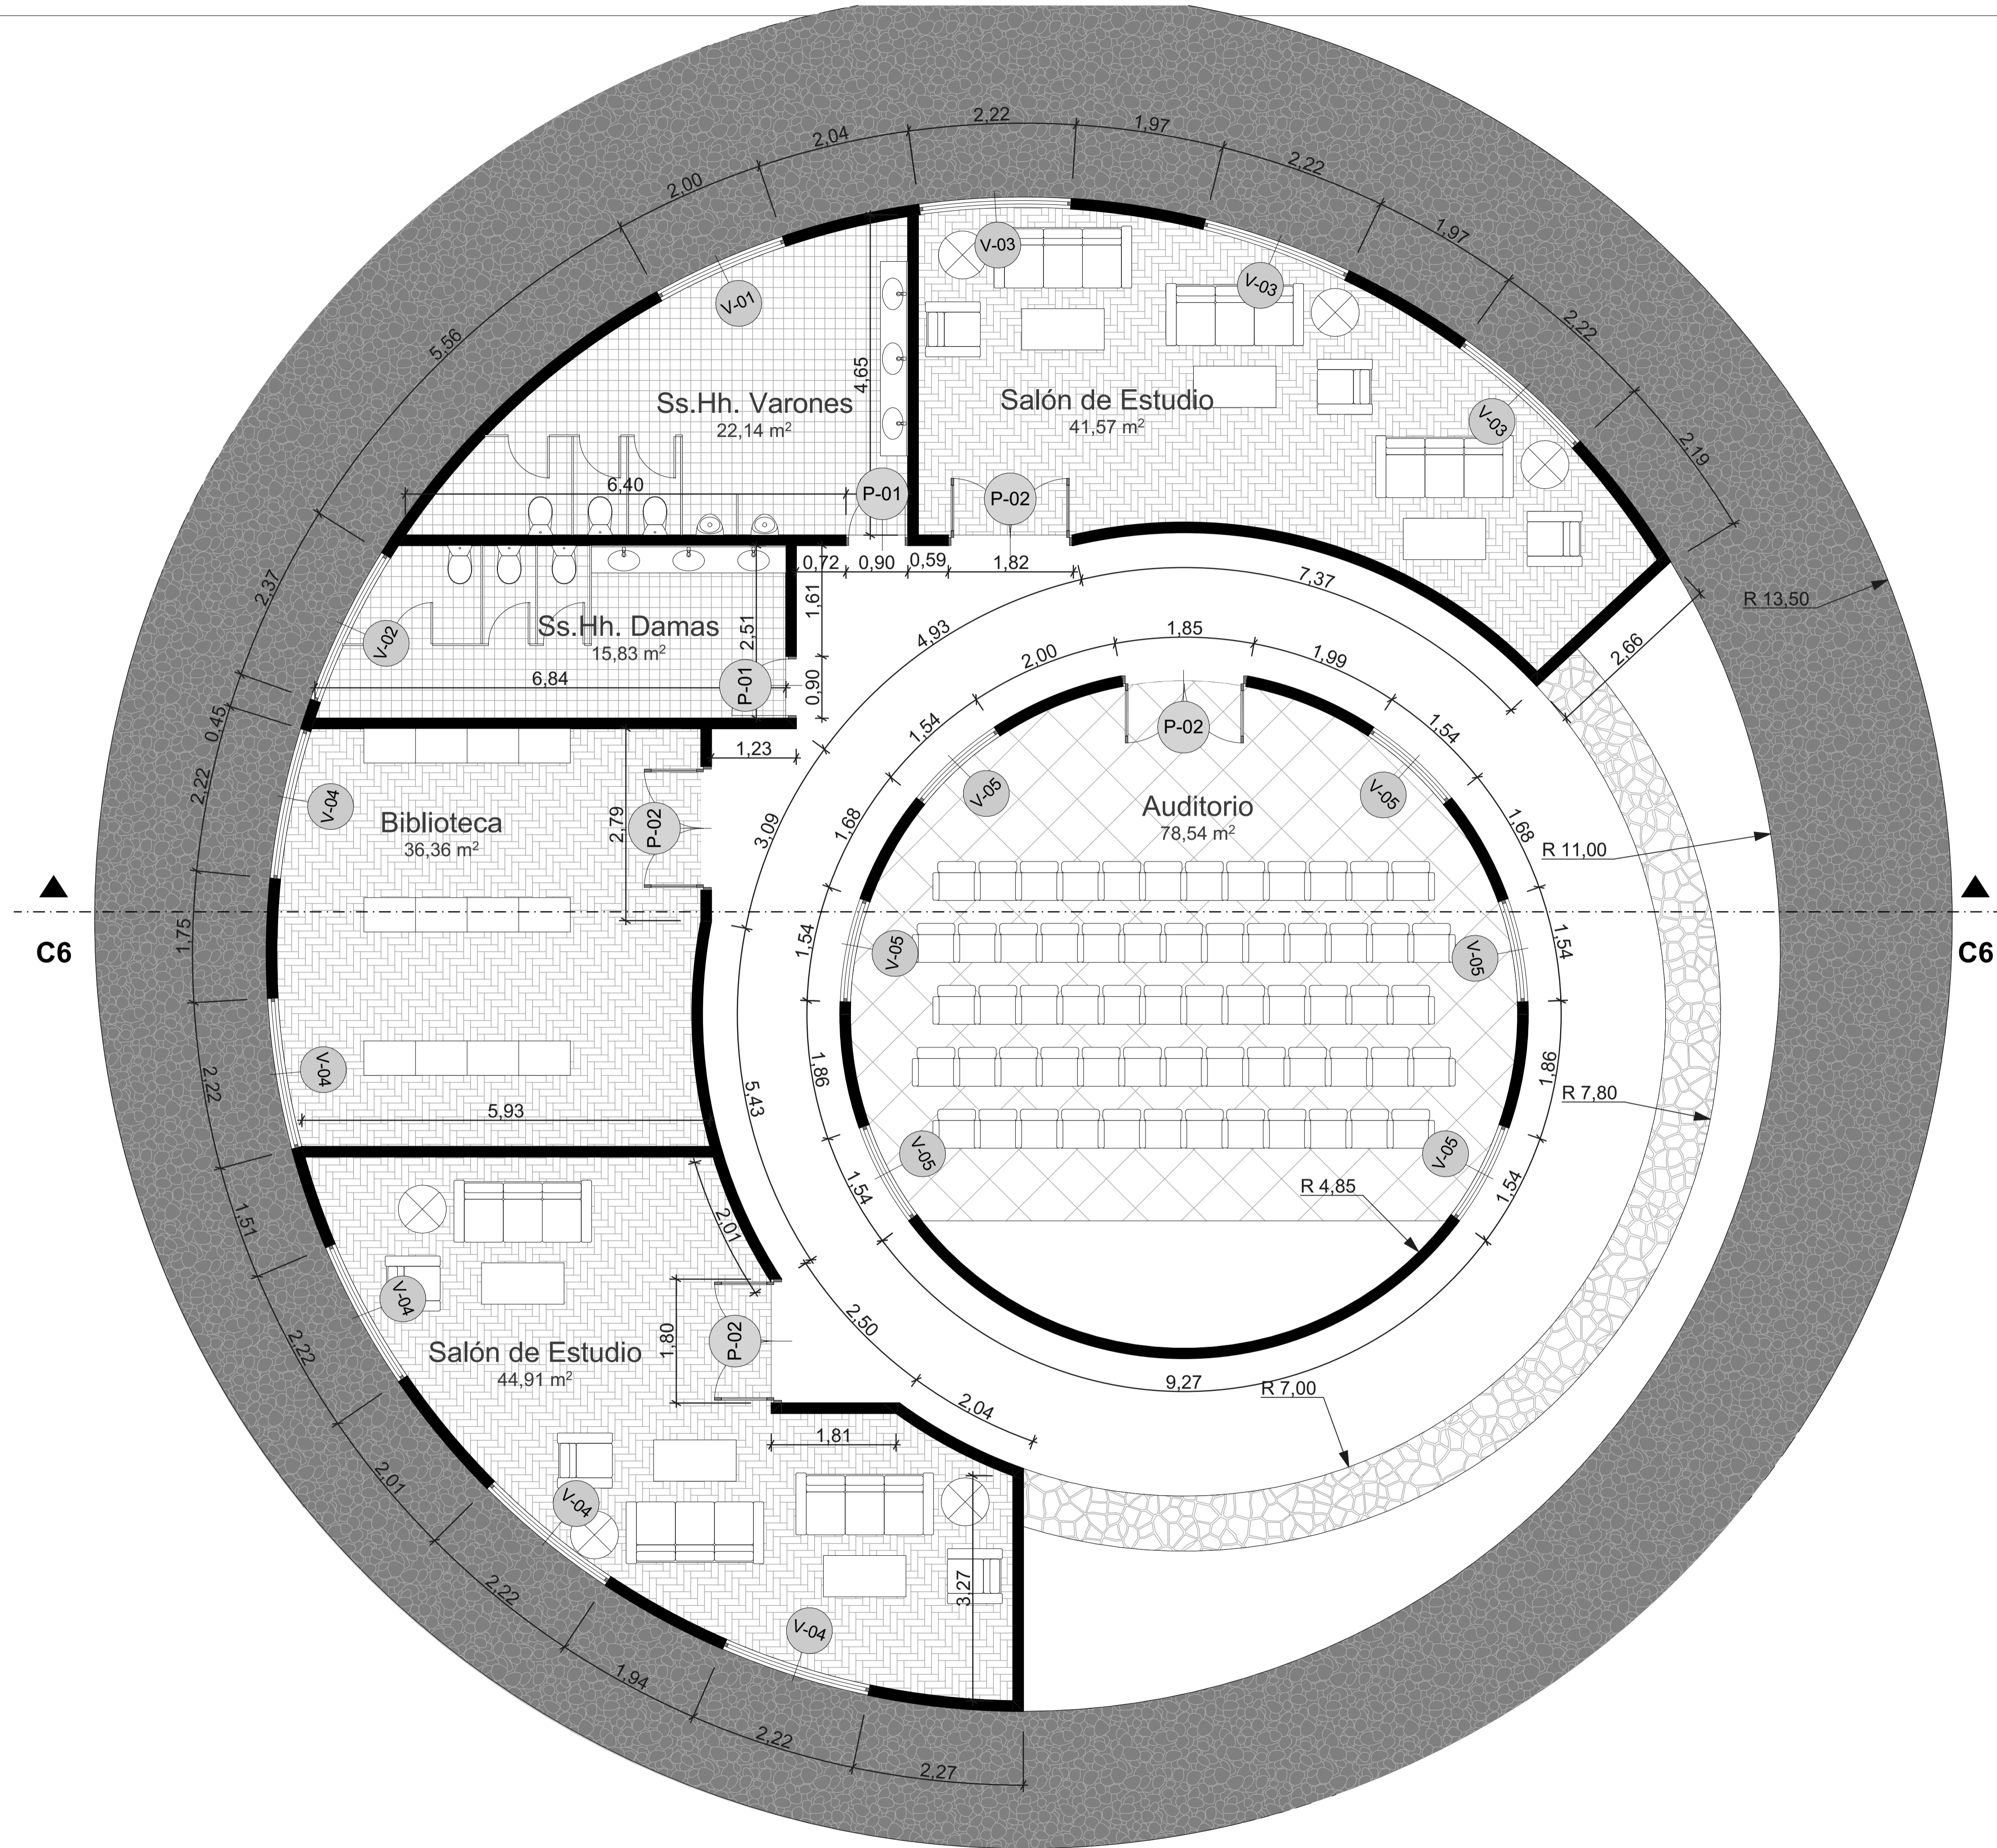 2,22
1,97
2,04
2,22
2,00
1,97
5,56
2,22
2,19
2,37
0,45
2,22
1,75
2,22
1,51
2,22
2,01
2,22
1,94
2,22
2,27
V-01
V-03
V-03
V-03
Ss.Hh. Varones
22,14 m²
4,65
6,40
P-01
Salón de Estudio
41,57 m²
P-02
0,72
0,90
0,59
1,82
7,37
R 13,50
V-02
Ss.Hh. Damas
15,83 m²
2,51
1,61
6,84
P-01
0,90
4,93
2,66
1,85
2,00
1,99
1,54
1,54
1,23
P-02
V-04
Biblioteca
36,36 m²
2,79
P-02
3,09
V-05
V-05
Auditorio
78,54 m²
1,68
1,68
R 11,00
C6
C6
1,54
V-05
V-05
1,54
V-04
5,93
5,43
1,86
1,86
R 7,80
V-05
V-05
1,54
1,54
R 4,85
2,01
V-04
Salón de Estudio
44,91 m²
1,80
P-02
2,50
9,27
R 7,00
2,04
1,81
V-04
3,27
V-04